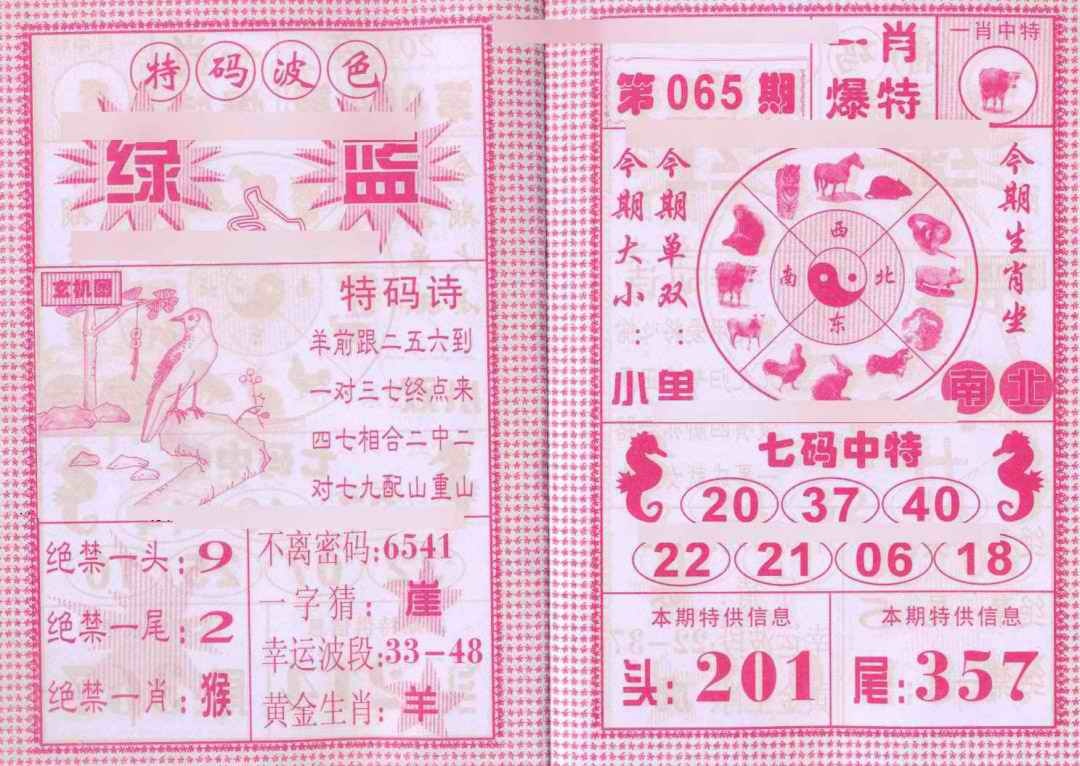 特码波色
绿 蓝
玄机图
特码诗
羊前跟二五六到
一对三七终点来
四七相合二中二
对七九配山重山
绝禁一头:9
绝禁一尾:2
绝禁一肖:猴
不离密码:6541
一字猜:崖
幸运波段:33-48
黄金生肖:羊
第065期
一肖
爆特
一肖中特
今期大小:小
今期单双:
西
南 北
东
今期生肖坐
南北
七码中特
20 37 40
22 21 06 18
本期特供信息
头:201
本期特供信息
尾:357